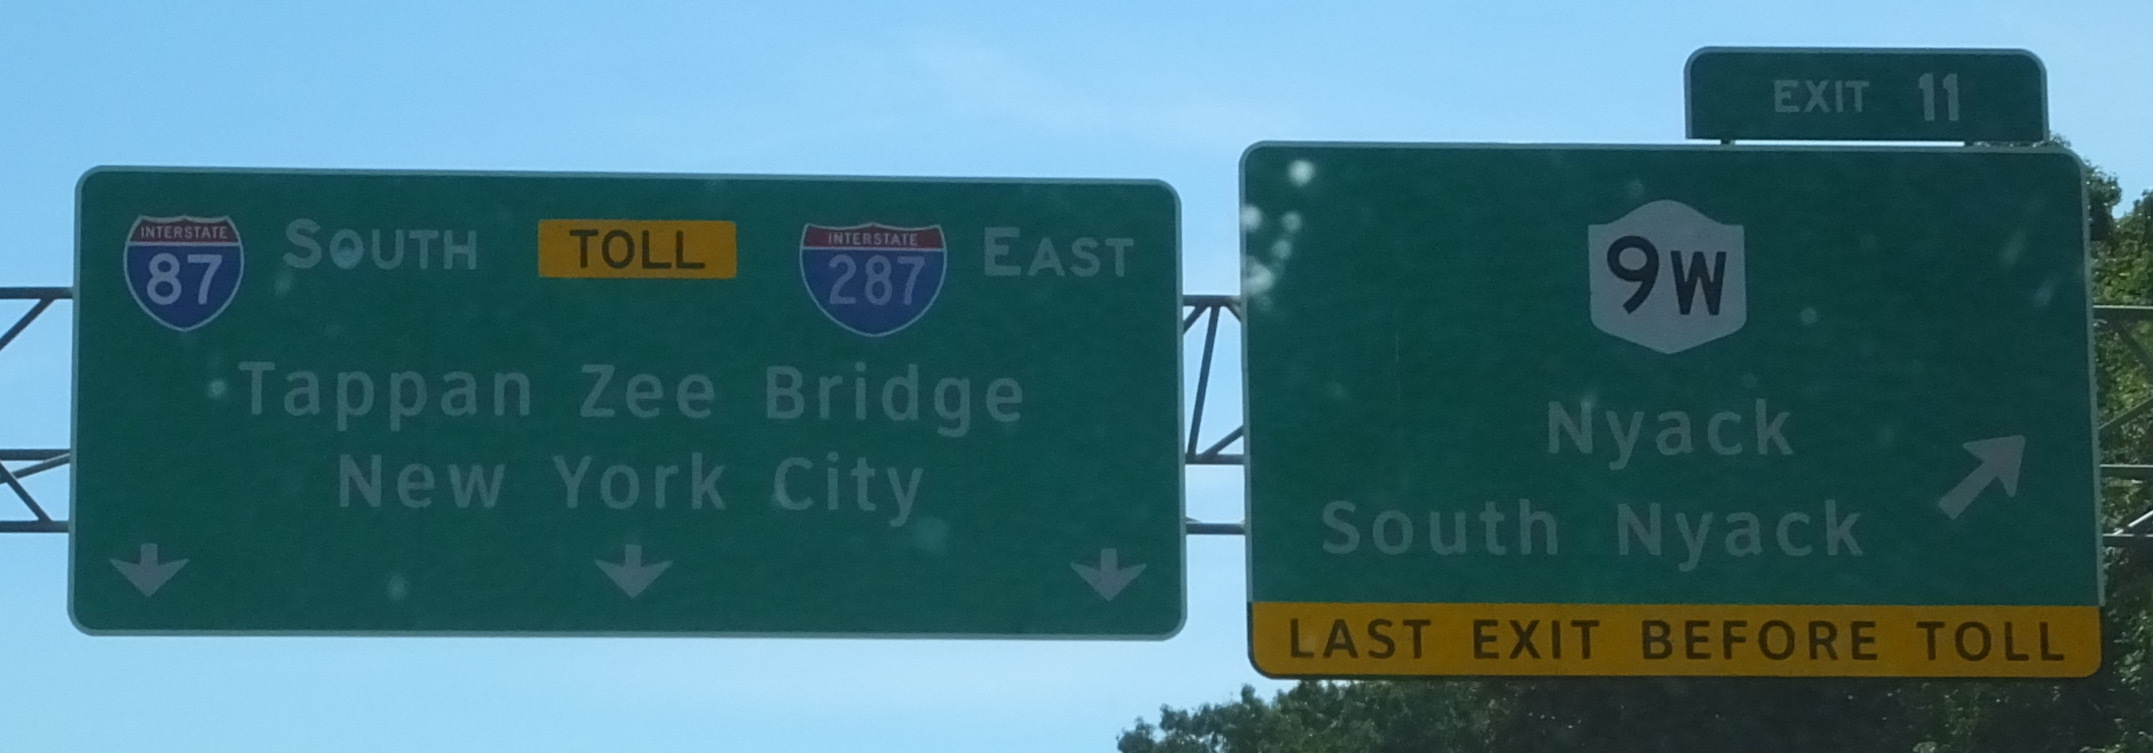 INTERSTATE 87 SOUTH TOLL INTERSTATE 287 EAST
Tappan Zee Bridge
New York City
EXIT 11
9W
Nyack
South Nyack
LAST EXIT BEFORE TOLL